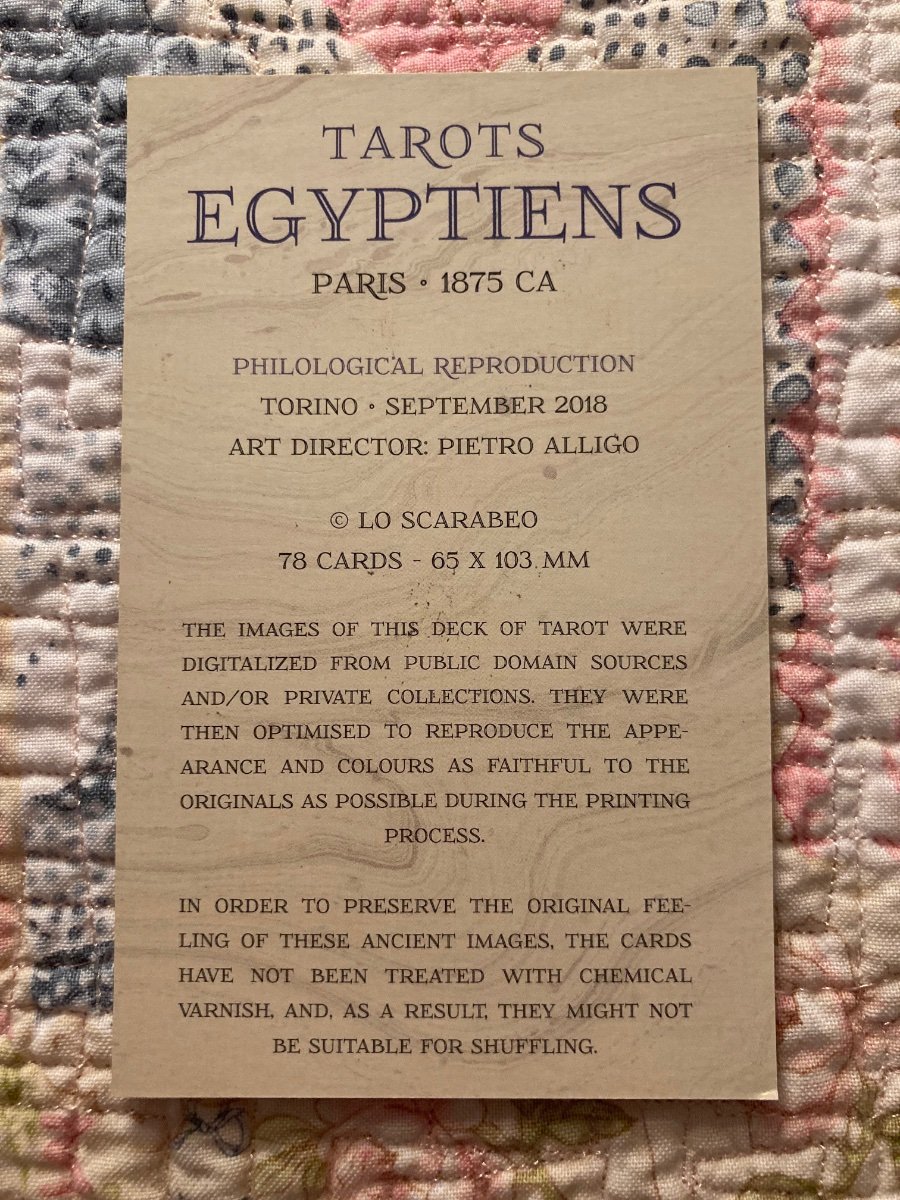 TAROTS
EGYPTIENS
PARIS • 1875 CA
PHILOLOGICAL REPRODUCTION
TORINO • SEPTEMBER 2018
ART DIRECTOR: PIETRO ALLIGO
© LO SCARABEO
78 CARDS - 65 X 103 MM
THE IMAGES OF THIS DECK OF TAROT WERE
DIGITALIZED FROM PUBLIC DOMAIN SOURCES
AND/OR PRIVATE COLLECTIONS. THEY WERE
THEN OPTIMISED TO REPRODUCE THE APPE-
ARANCE AND COLOURS AS FAITHFUL TO THE
ORIGINALS AS POSSIBLE DURING THE PRINTING
PROCESS.
IN ORDER TO PRESERVE THE ORIGINAL FEE-
LING OF THESE ANCIENT IMAGES, THE CARDS
HAVE NOT BEEN TREATED WITH CHEMICAL
VARNISH, AND, AS A RESULT, THEY MIGHT NOT
BE SUITABLE FOR SHUFFLING.